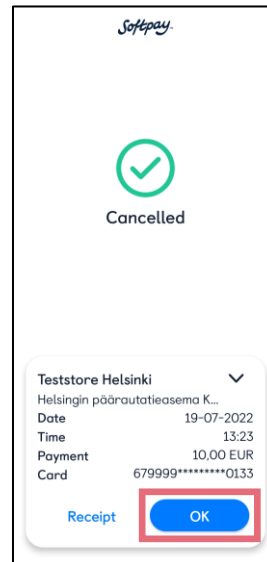 Softpay.
Cancelled
Teststore Helsinki
Helsingin päärautatieasema K...
Date 19-07-2022
Time 13:23
Payment 10,00 EUR
Card 679999*********0133
Receipt OK